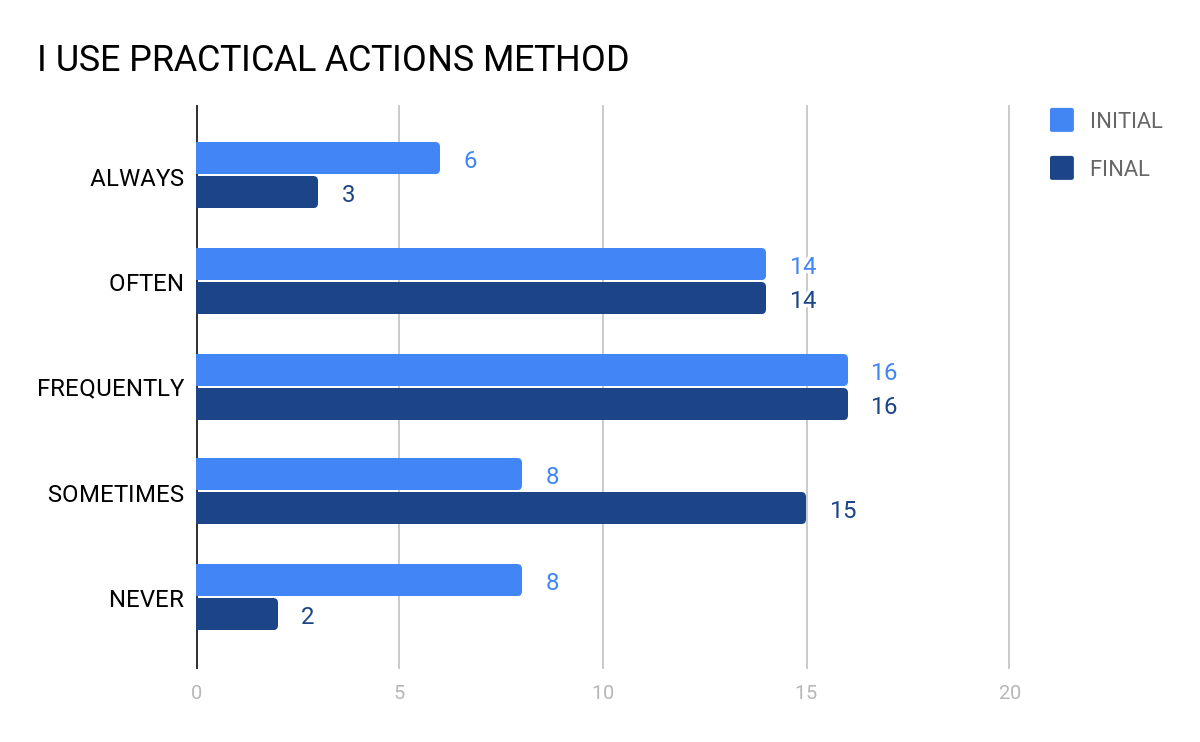 I USE PRACTICAL ACTIONS METHOD
INITIAL
FINAL
ALWAYS
6
3
OFTEN
14
14
FREQUENTLY
16
16
SOMETIMES
8
15
NEVER
8
2
0 5 10 15 20